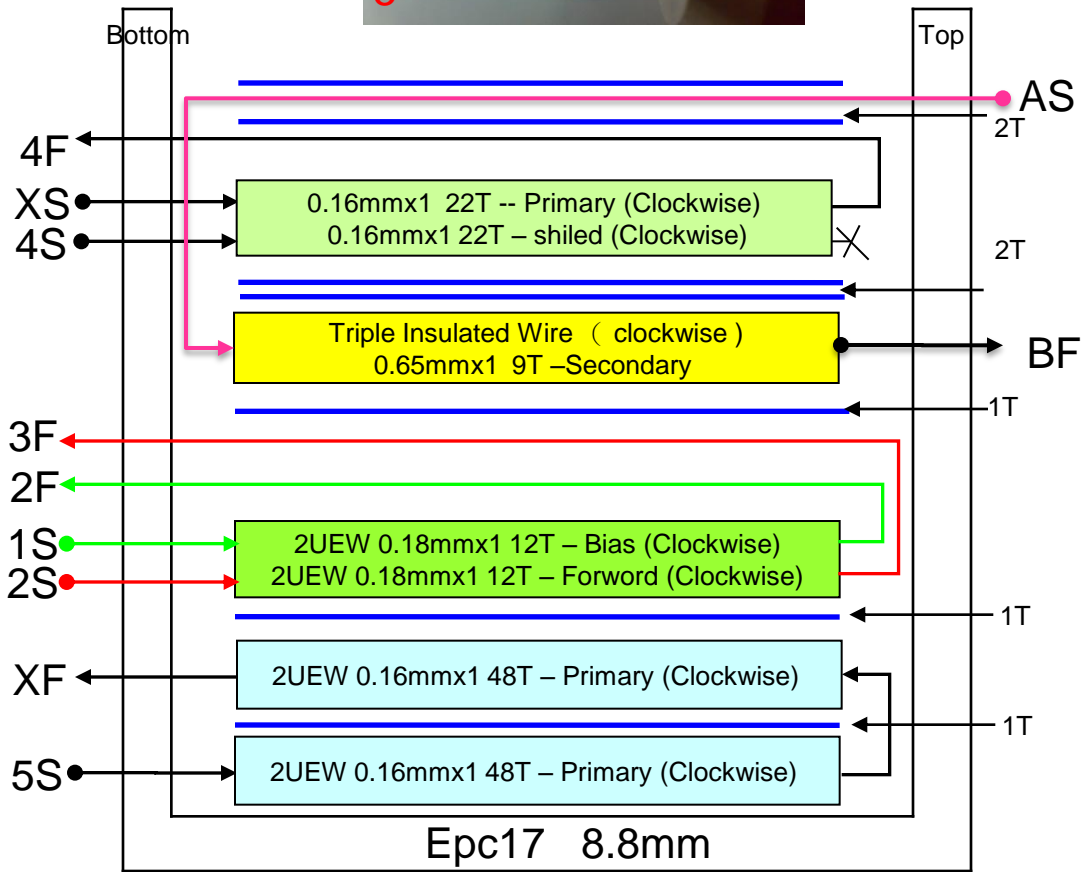 Bottom
Top
AS
2T
4F
XS
0.16mmx1 22T -- Primary (Clockwise)
4S
0.16mmx1 22T – shiled (Clockwise)
2T
Triple Insulated Wire （ clockwise )
0.65mmx1 9T –Secondary
BF
1T
3F
2F
1S
2UEW 0.18mmx1 12T – Bias (Clockwise)
2S
2UEW 0.18mmx1 12T – Forword (Clockwise)
1T
XF
2UEW 0.16mmx1 48T – Primary (Clockwise)
1T
5S
2UEW 0.16mmx1 48T – Primary (Clockwise)
Epc17 8.8mm